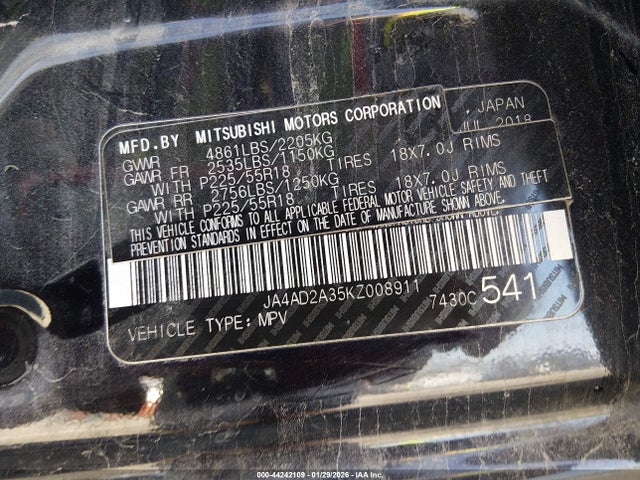 MFD.BY MITSUBISHI MOTORS CORPORATION , JAPAN
GVWR 4861LBS/2205KG JUL 2018
GAWR FR 2535LBS/1150KG
WITH P225/55R18 TIRES 18X7.0J RIMS
GAWR RR 2756LBS/1250KG
WITH P225/55R18 TIRES 18X7.0J RIMS
THIS VEHICLE CONFORMS TO ALL APPLICABLE FEDERAL MOTOR VEHICLE SAFETY AND THEFT
PREVENTION STANDARDS IN EFFECT ON THE DATE OF MANUFACTURE SHOWN ABOVE.
JA4AD2A35KZ008911 7430C 541
VEHICLE TYPE: MPV
000-44242109 - 01/29/2026 - IAA Inc.